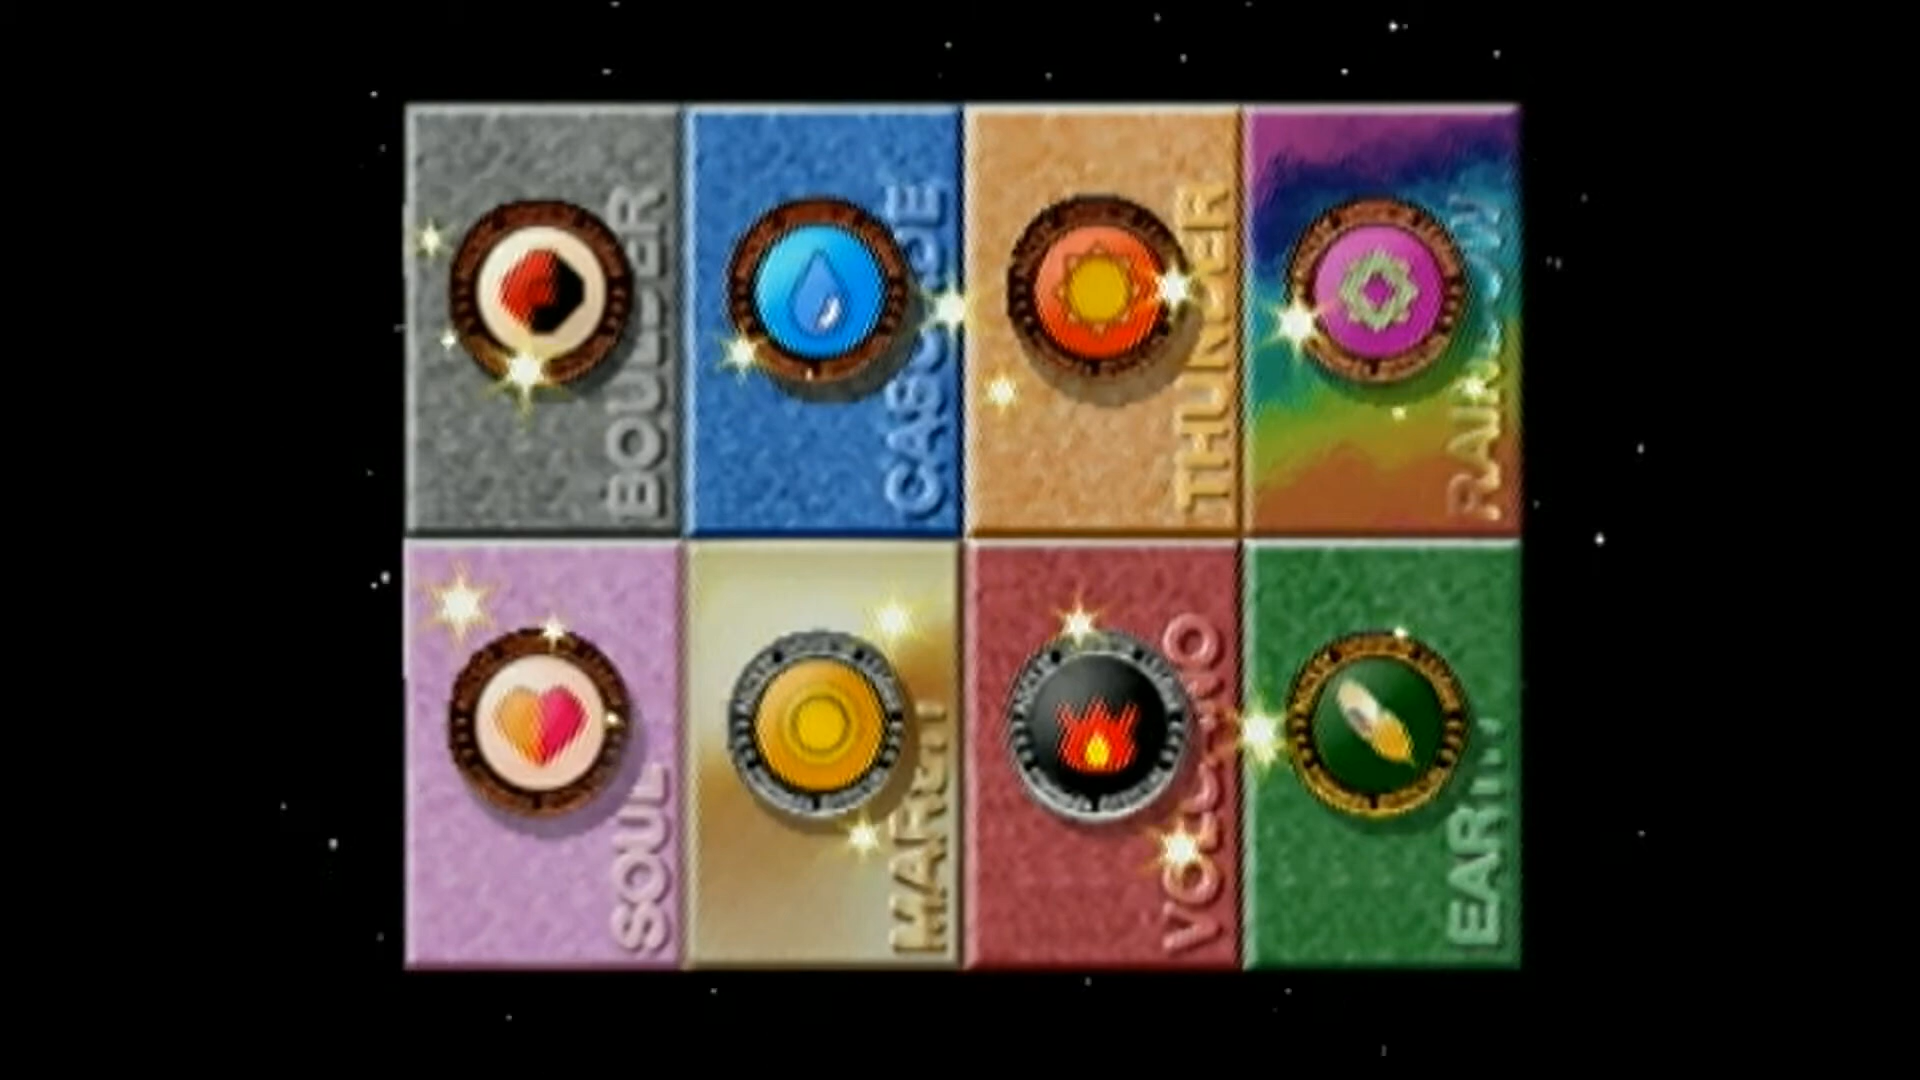 BOULDER
CASCADE
THUNDER
RAINBOW
SOUL
MARSH
VOLCANO
EARTH